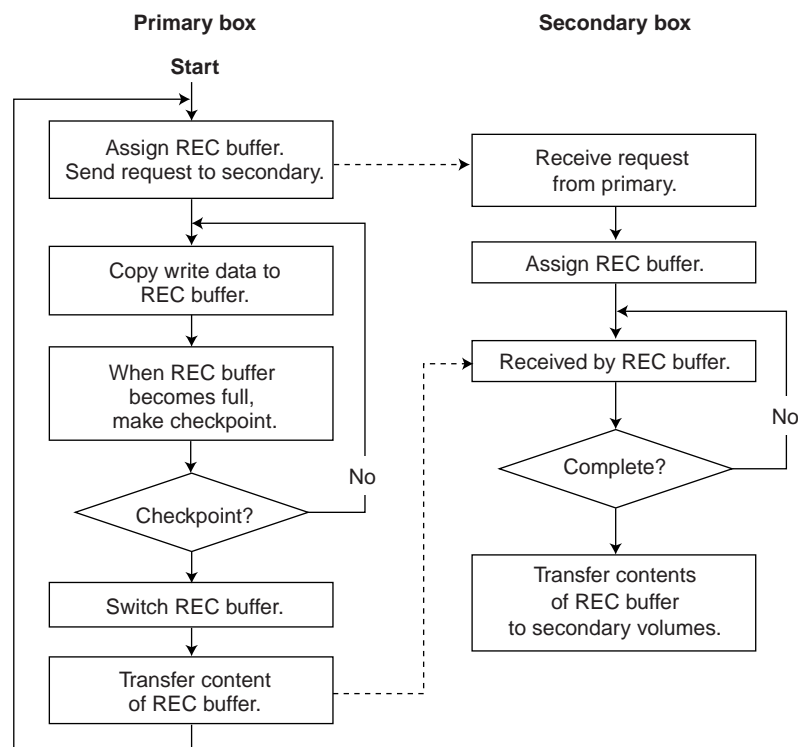 Primary box
Start
Assign REC buffer.
Send request to secondary.
Copy write data to
REC buffer.
When REC buffer
becomes full,
make checkpoint.
No
Checkpoint?
Switch REC buffer.
Transfer content
of REC buffer.
Secondary box
Receive request
from primary.
Assign REC buffer.
Received by REC buffer.
No
Complete?
Transfer contents
of REC buffer
to secondary volumes.